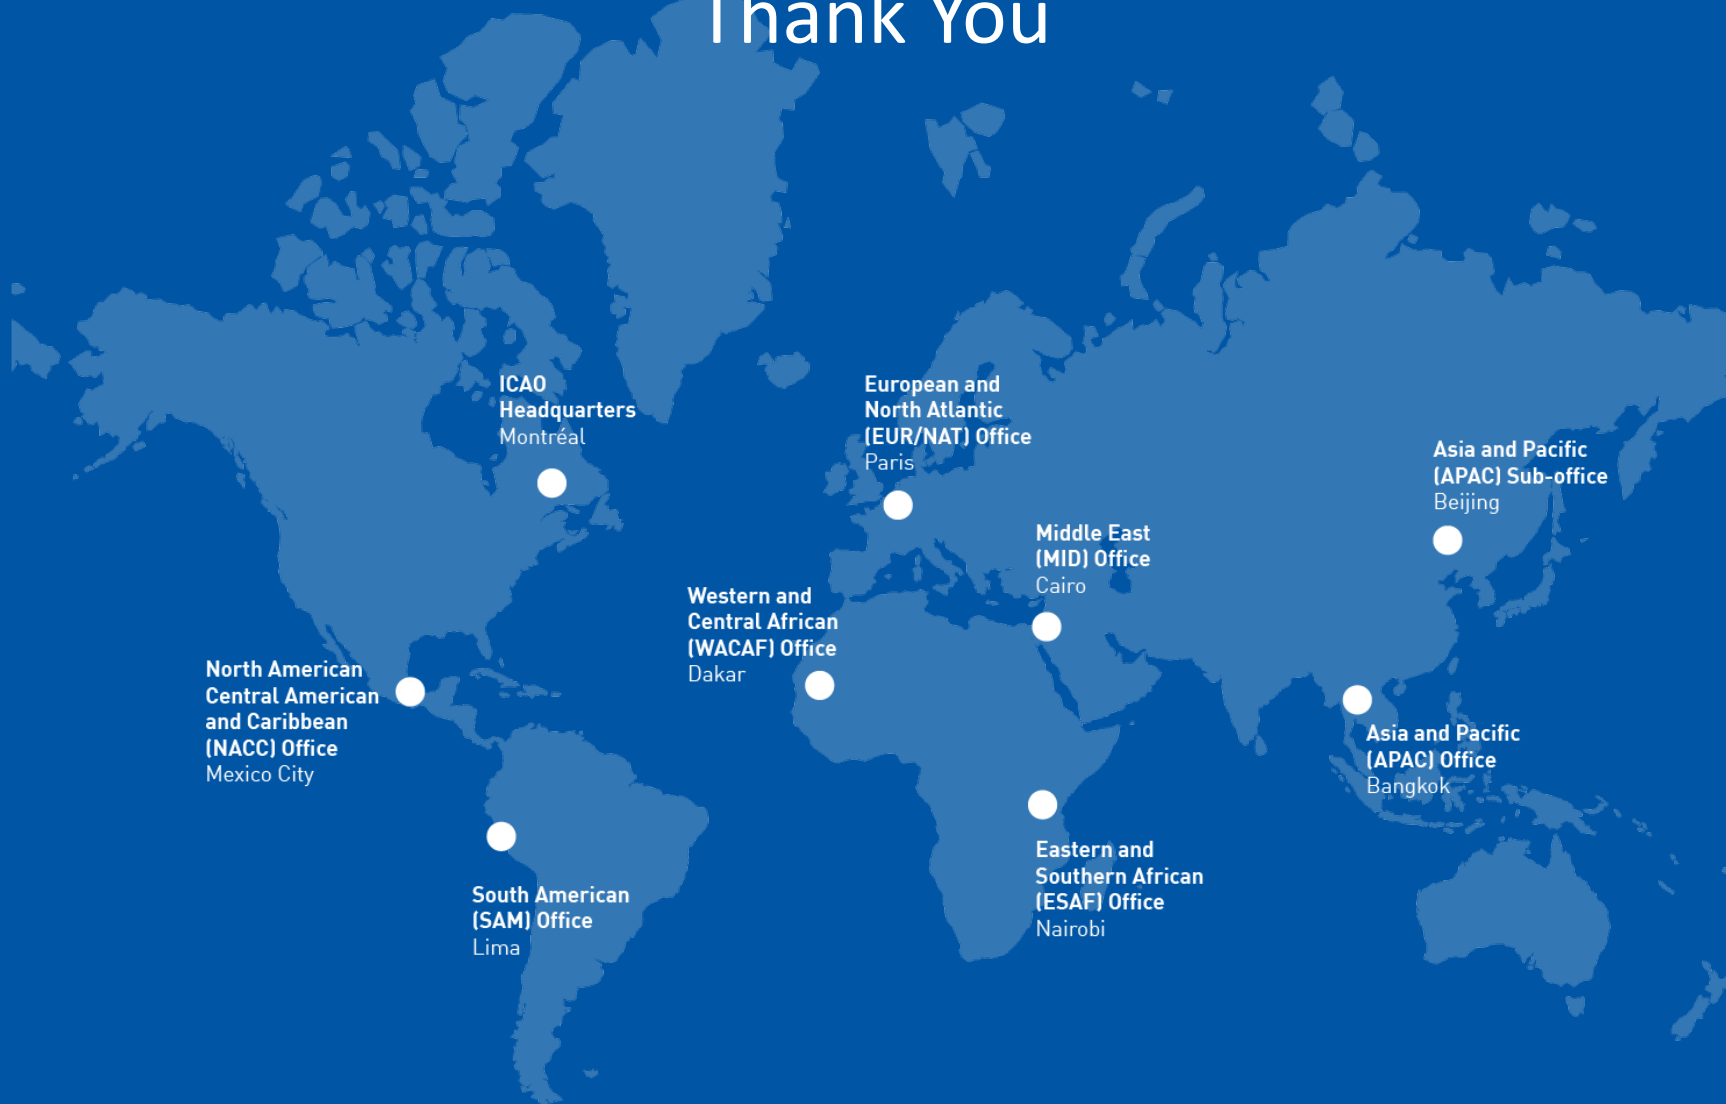 Thank You
ICAO
Headquarters
Montréal
European and
North Atlantic
(EUR/NAT) Office
Paris
Asia and Pacific
(APAC) Sub-office
Beijing
Middle East
(MID) Office
Cairo
Western and
Central African
(WACAF) Office
Dakar
North American
Central American
and Caribbean
(NACC) Office
Mexico City
Asia and Pacific
(APAC) Office
Bangkok
Eastern and
Southern African
(ESAF) Office
Nairobi
South American
(SAM) Office
Lima